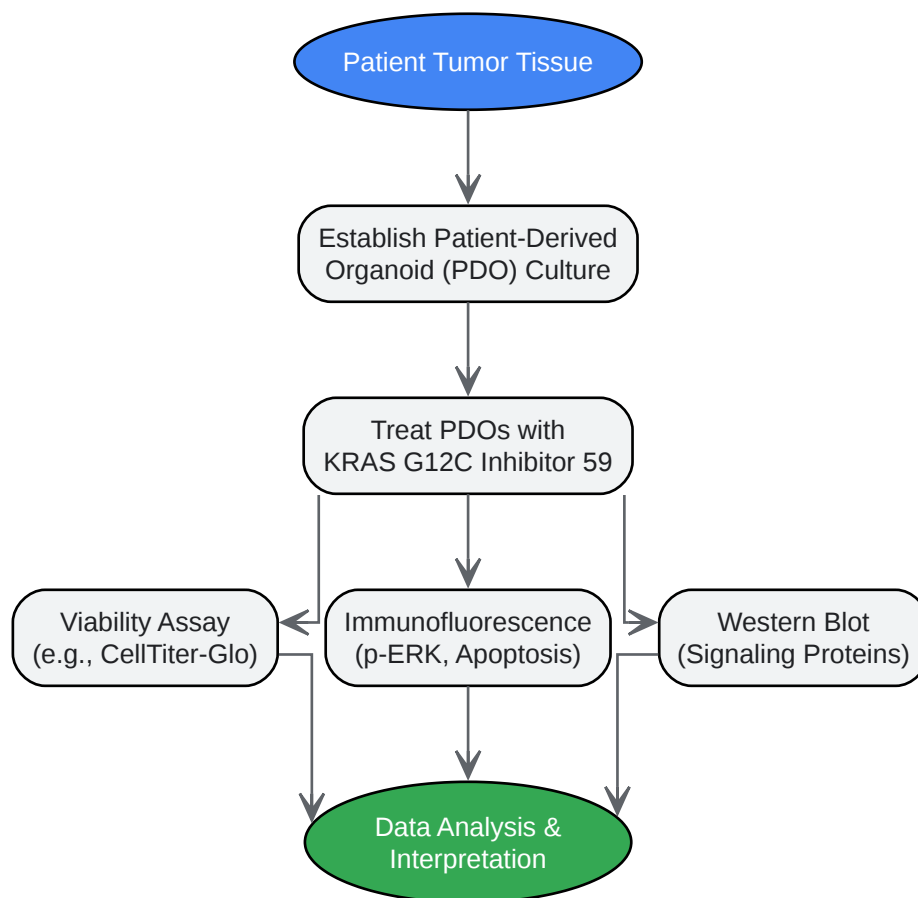 Patient Tumor Tissue
Establish Patient-Derived
Organoid (PDO) Culture
Treat PDOs with
KRAS G12C Inhibitor 59
Viability Assay
(e.g., CellTiter-Glo)
Immunofluorescence
(p-ERK, Apoptosis)
Western Blot
(Signaling Proteins)
Data Analysis &
Interpretation